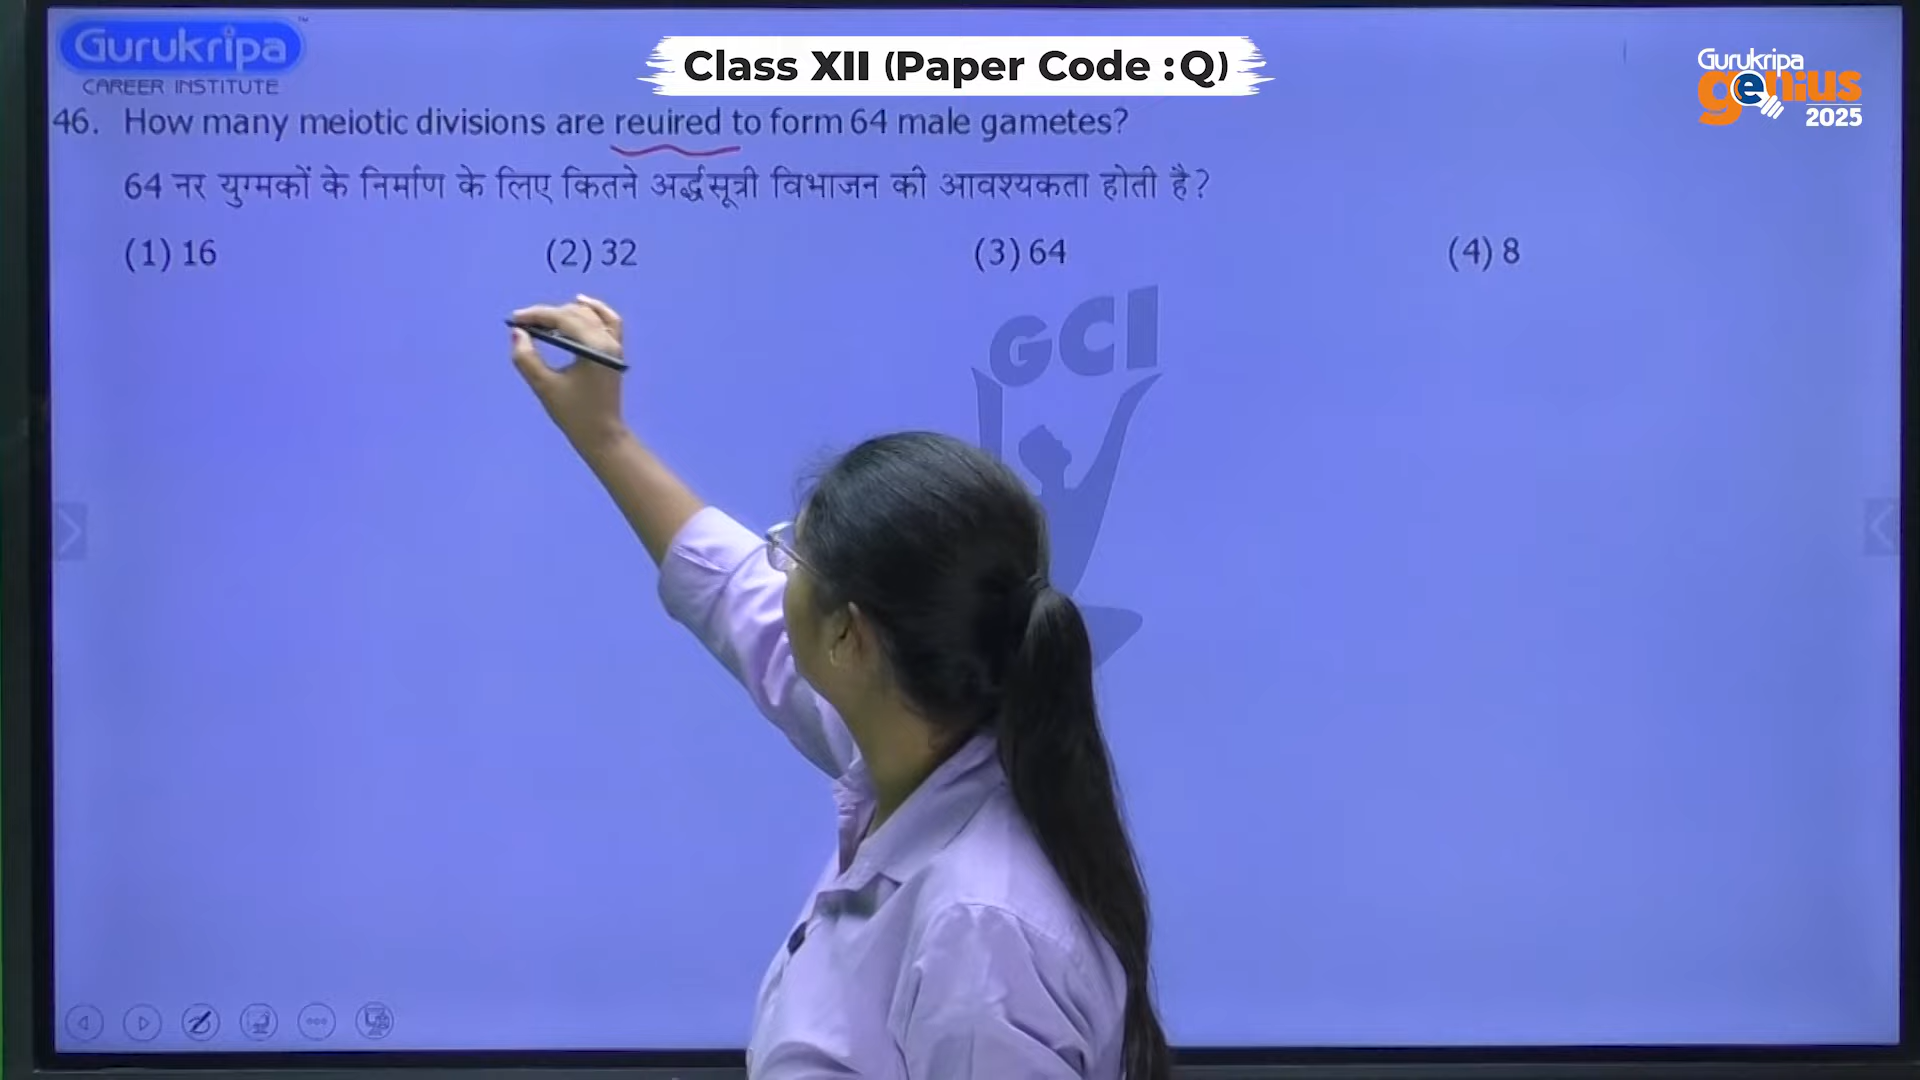 Gurukripa™
CAREER INSTITUTE
Class XII (Paper Code :Q)
Gurukripa
genius
2025
46. How many meiotic divisions are reuired to form 64 male gametes?
64 नर युग्मकों के निर्माण के लिए कितने अर्द्धसूत्री विभाजन की आवश्यकता होती है?
(1) 16 (2) 32 (3) 64 (4) 8
GCI